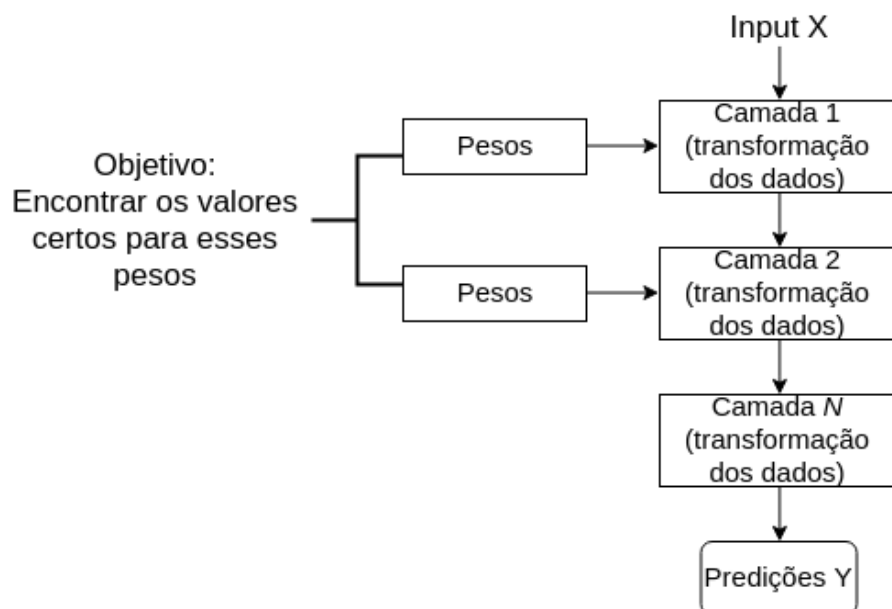 Input X
Camada 1
(transformação
dos dados)
Pesos
Objetivo:
Encontrar os valores
certos para esses
pesos
Pesos
Camada 2
(transformação
dos dados)
Camada N
(transformação
dos dados)
Predições Y